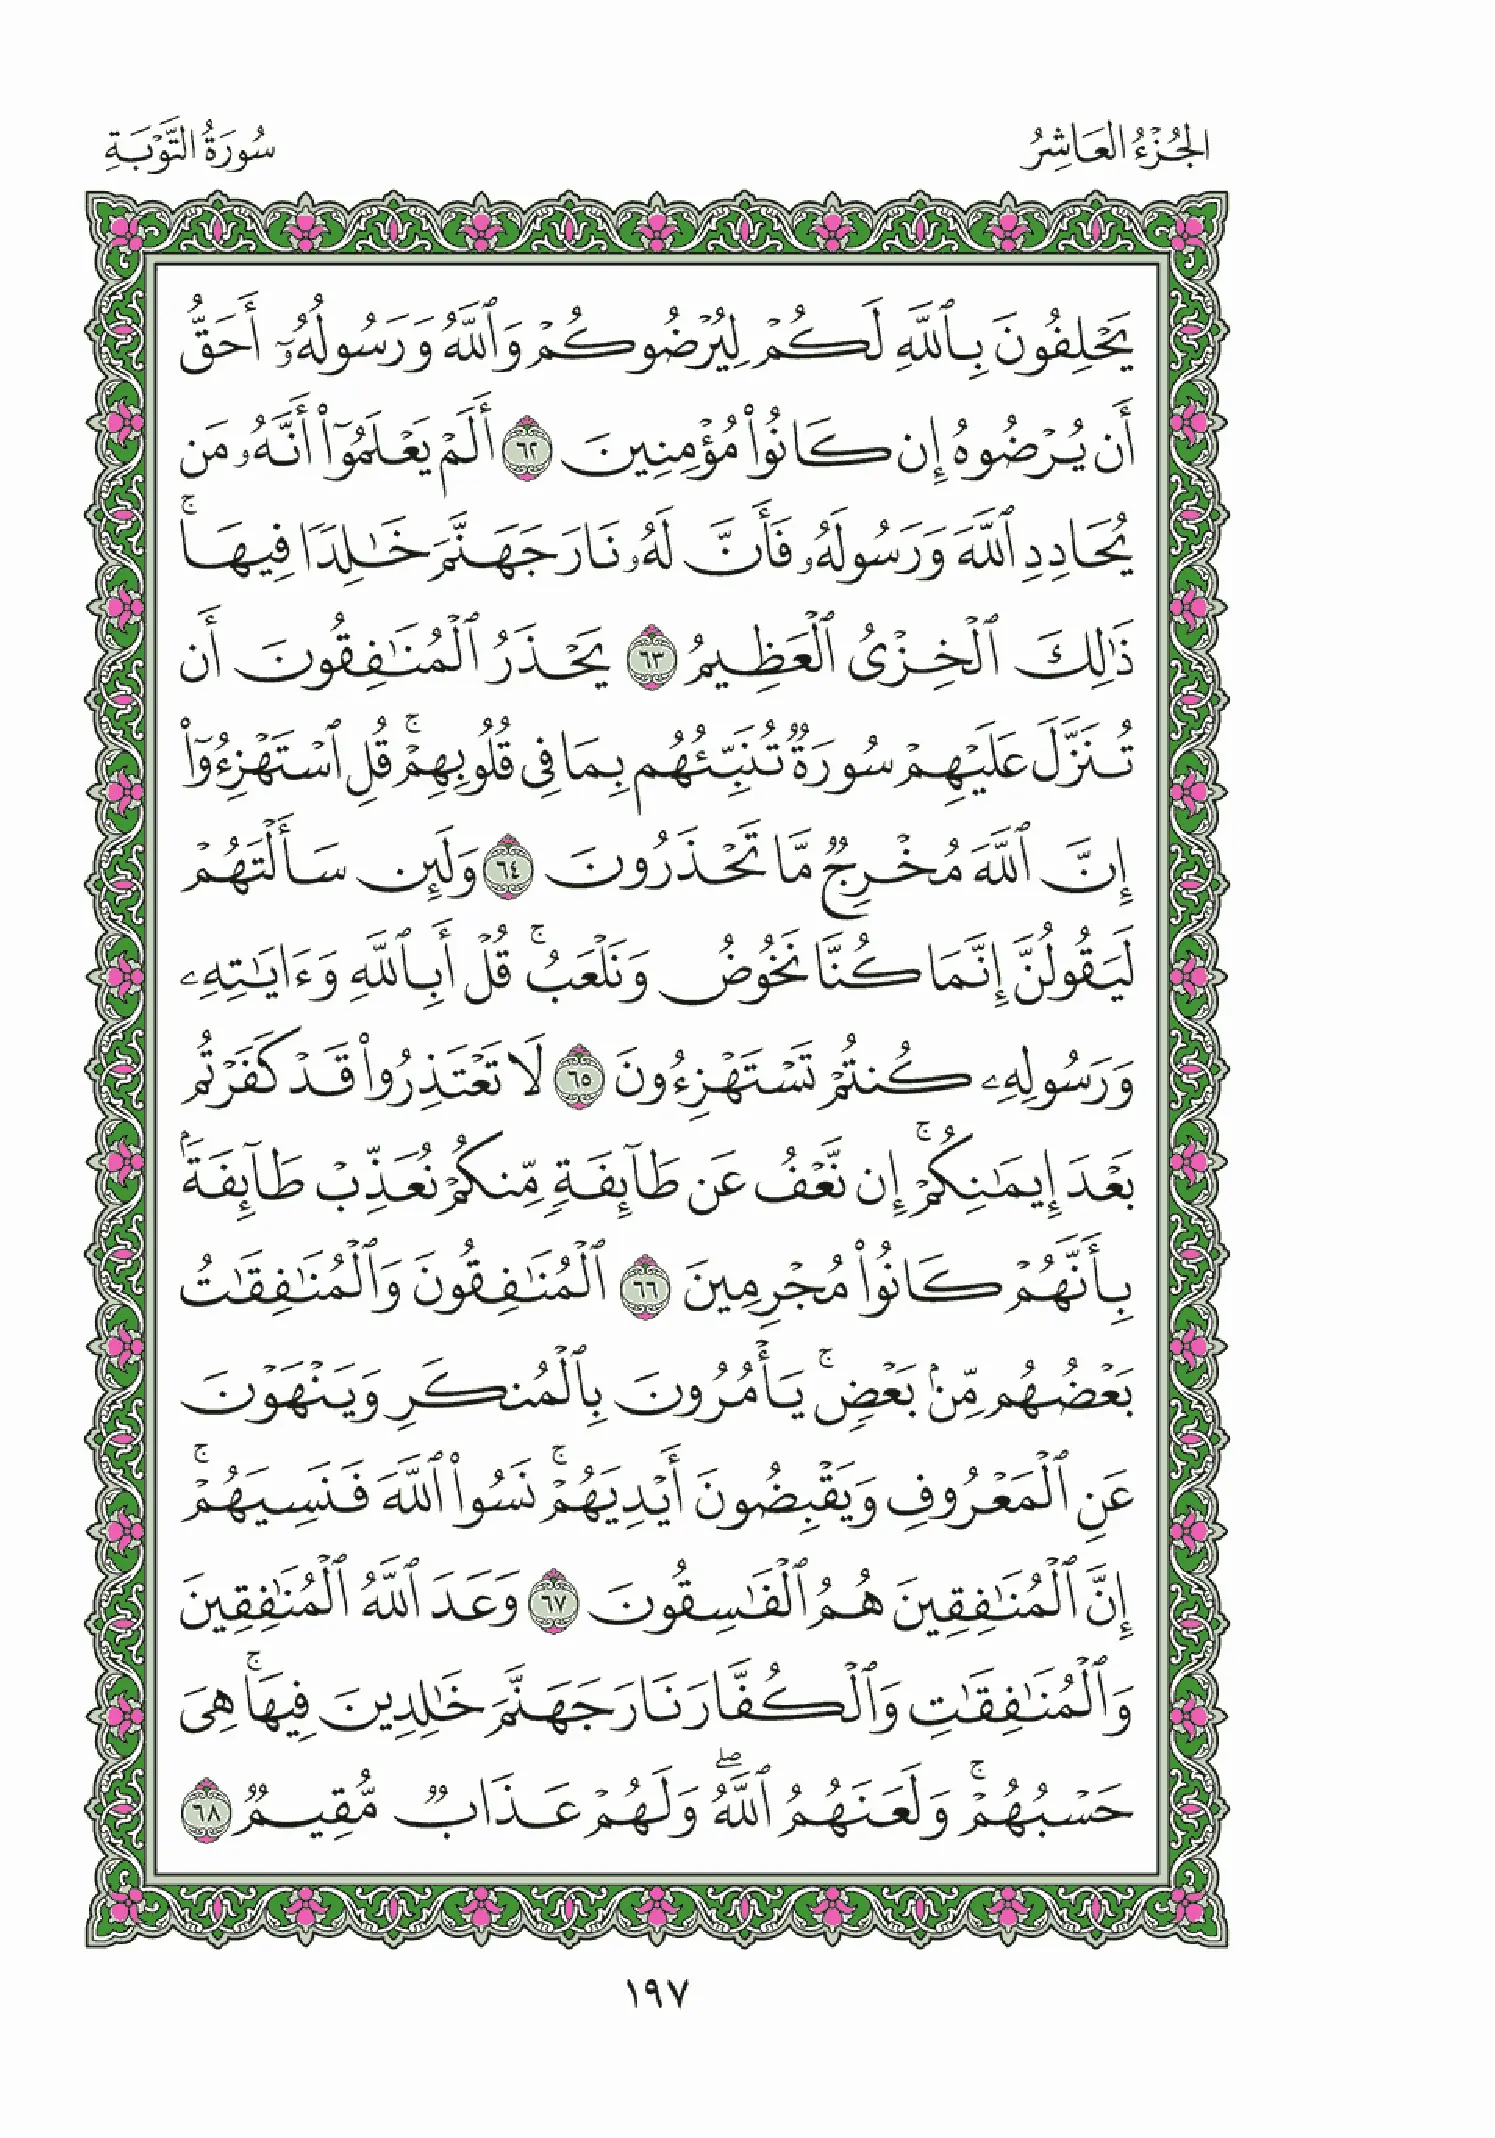 الجُزْءُ العَاشِرُ
سُورَةُ التَّوْبَةِ
يَحۡلِفُونَ بِٱللَّهِ لَكُمۡ لِيُرۡضُوكُمۡ وَٱللَّهُ وَرَسُولُهُۥٓ أَحَقُّ
أَن يُرۡضُوهُ إِن كَانُواْ مُؤۡمِنِينَ ٦٢ أَلَمۡ يَعۡلَمُوٓاْ أَنَّهُۥ مَن
يُحَادِدِ ٱللَّهَ وَرَسُولَهُۥ فَأَنَّ لَهُۥ نَارَ جَهَنَّمَ خَٰلِدٗا فِيهَاۚ
ذَٰلِكَ ٱلۡخِزۡيُ ٱلۡعَظِيمُ ٦٣ يَحۡذَرُ ٱلۡمُنَٰفِقُونَ أَن
تُنَزَّلَ عَلَيۡهِمۡ سُورَةٞ تُنَبِّئُهُم بِمَا فِي قُلُوبِهِمۡۚ قُلِ ٱسۡتَهۡزِءُوٓاْ
إِنَّ ٱللَّهَ مُخۡرِجٞ مَّا تَحۡذَرُونَ ٦٤ وَلَئِن سَأَلۡتَهُمۡ
لَيَقُولُنَّ إِنَّمَا كُنَّا نَخُوضُ وَنَلۡعَبُۚ قُلۡ أَبِٱللَّهِ وَءَايَٰتِهِۦ
وَرَسُولِهِۦ كُنتُمۡ تَسۡتَهۡزِءُونَ ٦٥ لَا تَعۡتَذِرُواْ قَدۡ كَفَرۡتُم
بَعۡدَ إِيمَٰنِكُمۡۚ إِن نَّعۡفُ عَن طَآئِفَةٖ مِّنكُمۡ نُعَذِّبۡ طَآئِفَةَۢ
بِأَنَّهُمۡ كَانُواْ مُجۡرِمِينَ ٦٦ ٱلۡمُنَٰفِقُونَ وَٱلۡمُنَٰفِقَٰتُ
بَعۡضُهُم مِّنۢ بَعۡضٖۚ يَأۡمُرُونَ بِٱلۡمُنكَرِ وَيَنۡهَوۡنَ
عَنِ ٱلۡمَعۡرُوفِ وَيَقۡبِضُونَ أَيۡدِيَهُمۡۚ نَسُواْ ٱللَّهَ فَنَسِيَهُمۡۚ
إِنَّ ٱلۡمُنَٰفِقِينَ هُمُ ٱلۡفَٰسِقُونَ ٦٧ وَعَدَ ٱللَّهُ ٱلۡمُنَٰفِقِينَ
وَٱلۡمُنَٰفِقَٰتِ وَٱلۡكُفَّارَ نَارَ جَهَنَّمَ خَٰلِدِينَ فِيهَاۚ هِيَ
حَسۡبُهُمۡۚ وَلَعَنَهُمُ ٱللَّهُۖ وَلَهُمۡ عَذَابٞ مُّقِيمٞ ٦٨
١٩٧